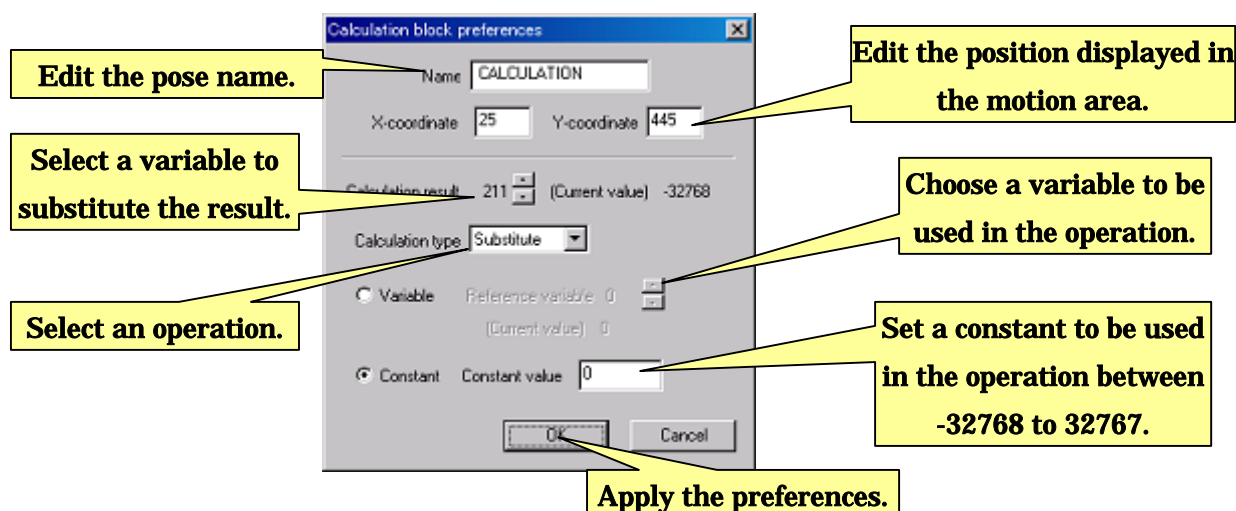 Calculation block preferences
Edit the pose name.
Name CALCULATION
Edit the position displayed in
the motion area.
X-coordinate 25 Y-coordinate 445
Select a variable to
substitute the result.
Calculation result 211 (Current value) -32768
Choose a variable to be
used in the operation.
Calculation type Substitute
Variable Reference variable 0
(Current value) 0
Select an operation.
Set a constant to be used
in the operation between
-32768 to 32767.
Constant Constant value 0
OK Cancel
Apply the preferences.